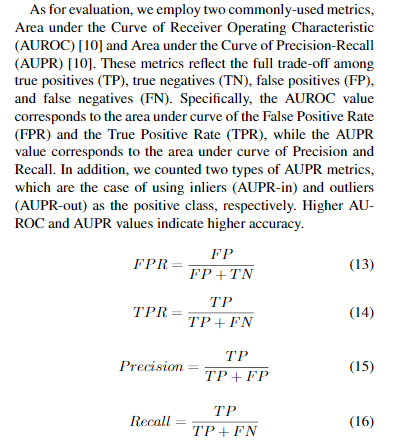 As for evaluation, we employ two commonly-used metrics,
Area under the Curve of Receiver Operating Characteristic
(AUROC) [10] and Area under the Curve of Precision-Recall
(AUPR) [10]. These metrics reflect the full trade-off among
true positives (TP), true negatives (TN), false positives (FP),
and false negatives (FN). Specifically, the AUROC value
corresponds to the area under curve of the False Positive Rate
(FPR) and the True Positive Rate (TPR), while the AUPR
value corresponds to the area under curve of Precision and
Recall. In addition, we counted two types of AUPR metrics,
which are the case of using inliers (AUPR-in) and outliers
(AUPR-out) as the positive class, respectively. Higher AU-
ROC and AUPR values indicate higher accuracy.
FPR = FP / (FP + TN) (13)
TPR = TP / (TP + FN) (14)
Precision = TP / (TP + FP) (15)
Recall = TP / (TP + FN) (16)